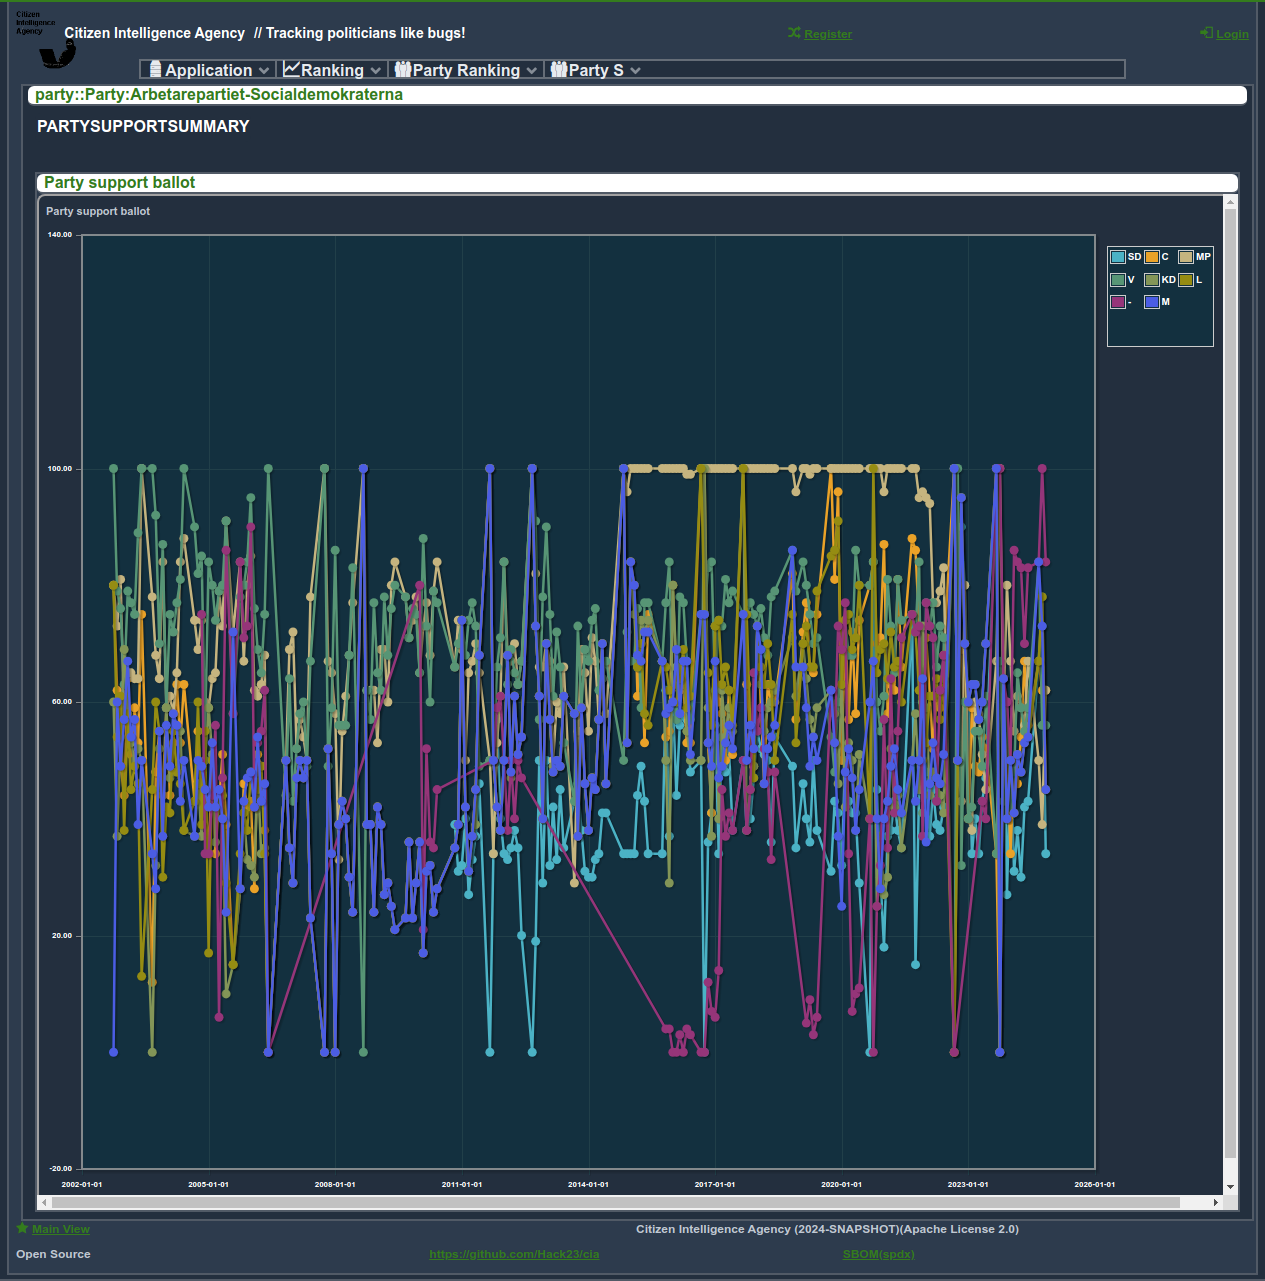 Citizen
Intelligence
Agency
Citizen Intelligence Agency // Tracking politicians like bugs!
Register
Login
Application
Ranking
Party Ranking
Party S
party::Party:Arbetarepartiet-Socialdemokraterna
PARTYSUPPORTSUMMARY
Party support ballot
Party support ballot
140.00
100.00
60.00
20.00
-20.00
2002-01-01 2005-01-01 2008-01-01 2011-01-01 2014-01-01 2017-01-01 2020-01-01 2023-01-01 2026-01-01
SD C MP
V KD L
- M
Main View
Citizen Intelligence Agency (2024-SNAPSHOT)(Apache License 2.0)
Open Source
https://github.com/Hack23/cia
SBOM(spdx)